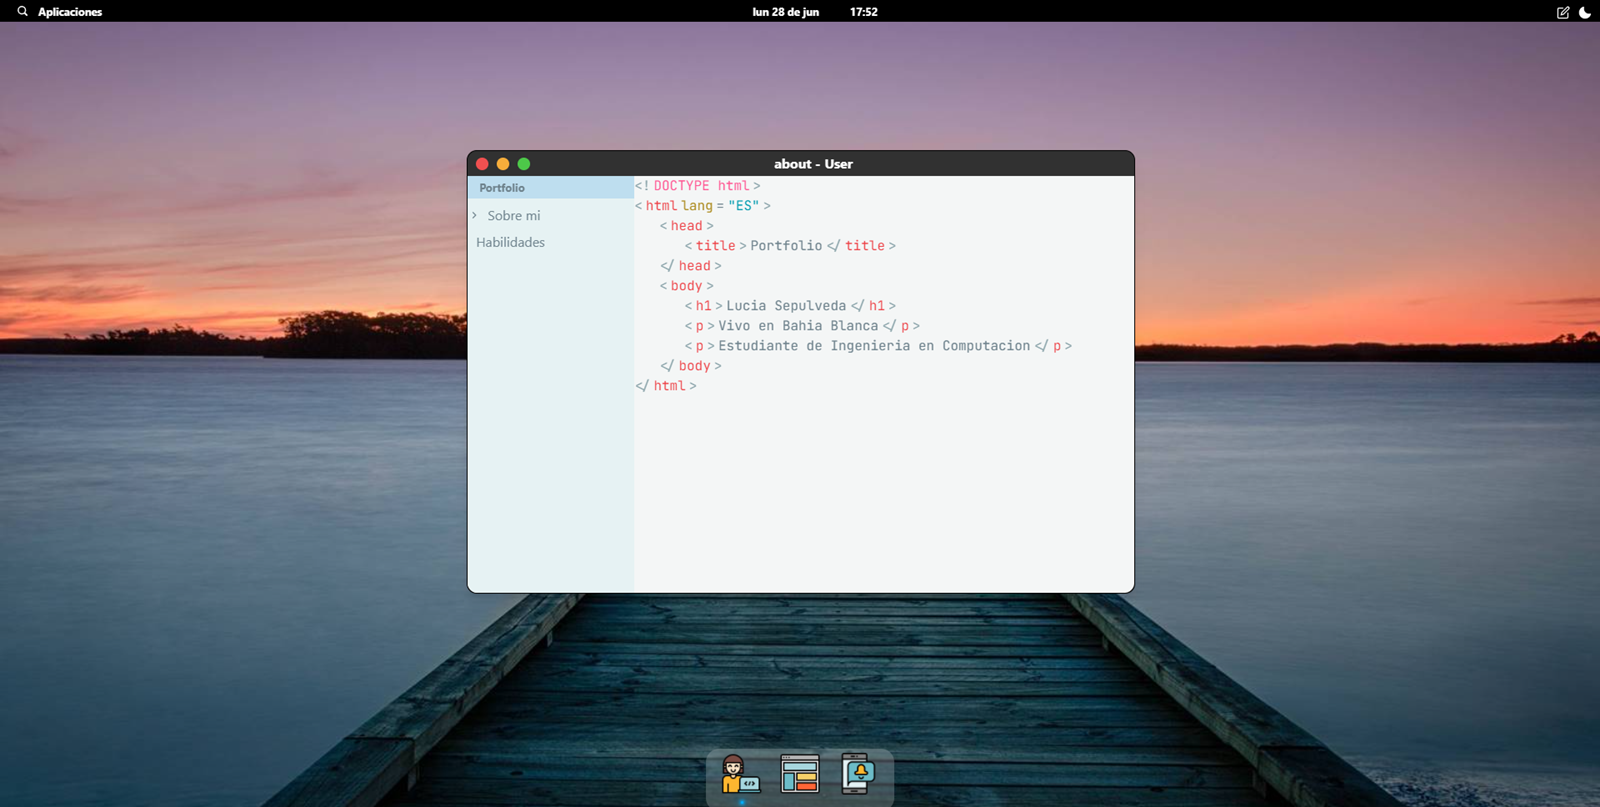 Aplicaciones
lun 28 de jun 17:52
about - User
Portfolio
Sobre mi
Habilidades
<! DOCTYPE html >
< html lang = "ES" >
< head >
< title > Portfolio </ title >
</ head >
< body >
< h1 > Lucia Sepulveda </ h1 >
< p > Vivo en Bahia Blanca </ p >
< p > Estudiante de Ingenieria en Computacion </ p >
</ body >
</ html >